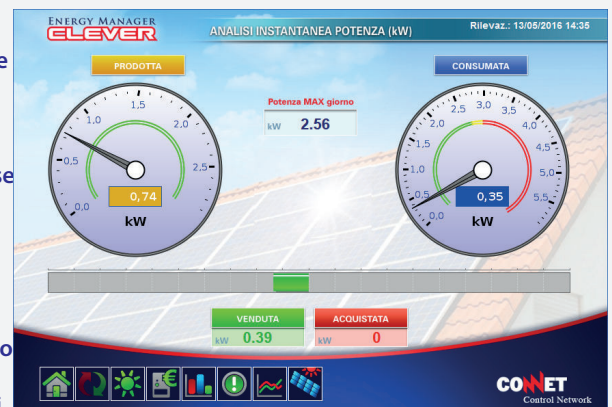 ENERGY MANAGER
CLEVER
ANALISI INSTANTANEA POTENZA (kW)
Rilevaz.: 13/05/2016 14:35
PRODOTTA
CONSUMATA
Potenza MAX giorno
kW 2.56
0,0
0,5
1,0
1,5
2,0
2,5
0,74
kW
0,0
0,5
1,0
1,5
2,0
2,5
3,0
3,5
4,0
4,5
5,0
5,5
0,35
kW
VENDUTA
ACQUISTATA
kW 0.39
kW 0
CONNET
Control Network
e
se
o